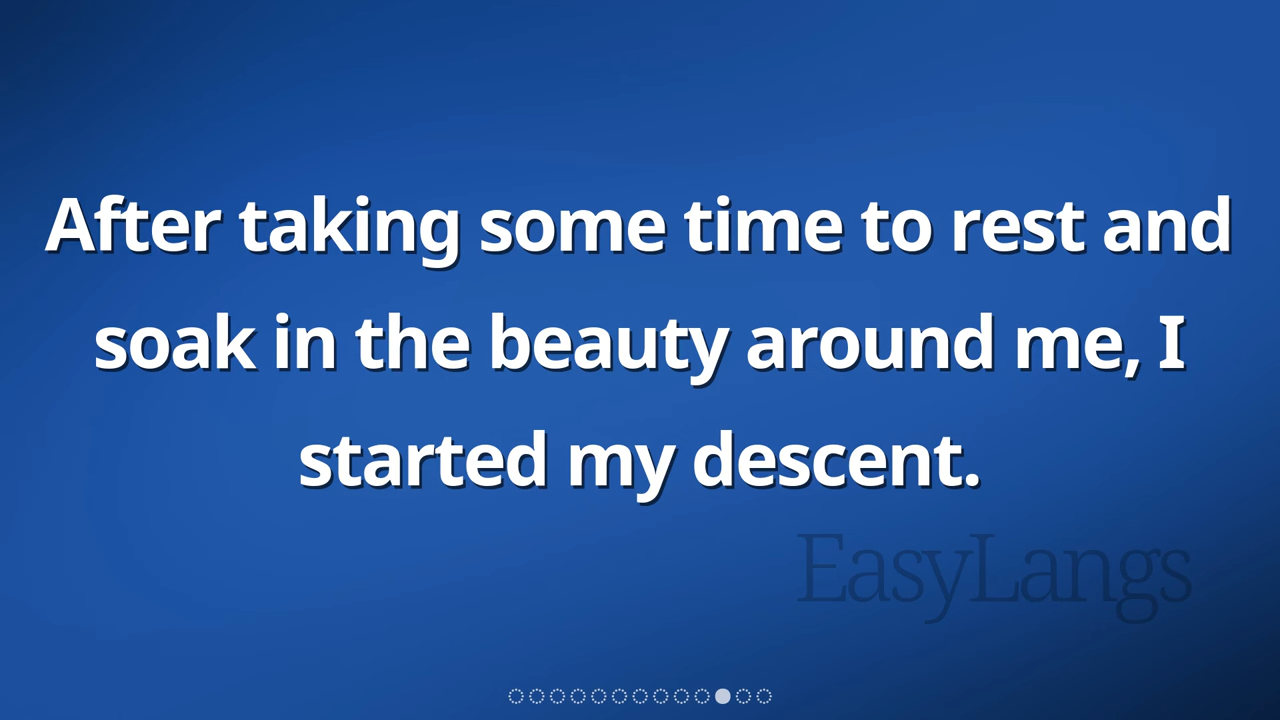 After taking some time to rest and
soak in the beauty around me, I
started my descent.
EasyLangs